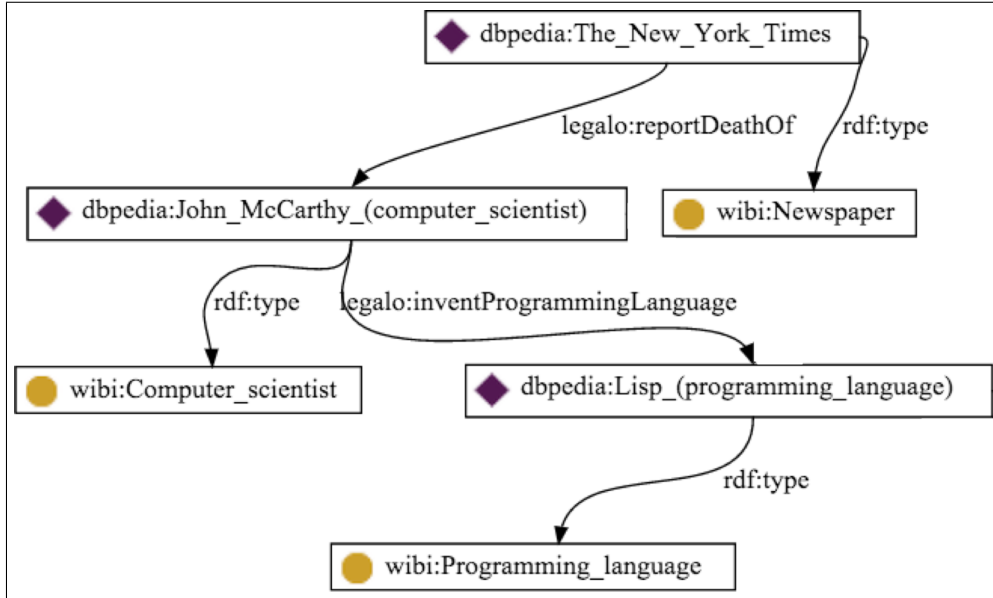 dbpedia:The_New_York_Times
legalo:reportDeathOf
rdf:type
dbpedia:John_McCarthy_(computer_scientist)
wibi:Newspaper
rdf:type
legalo:inventProgrammingLanguage
wibi:Computer_scientist
dbpedia:Lisp_(programming_language)
rdf:type
wibi:Programming_language